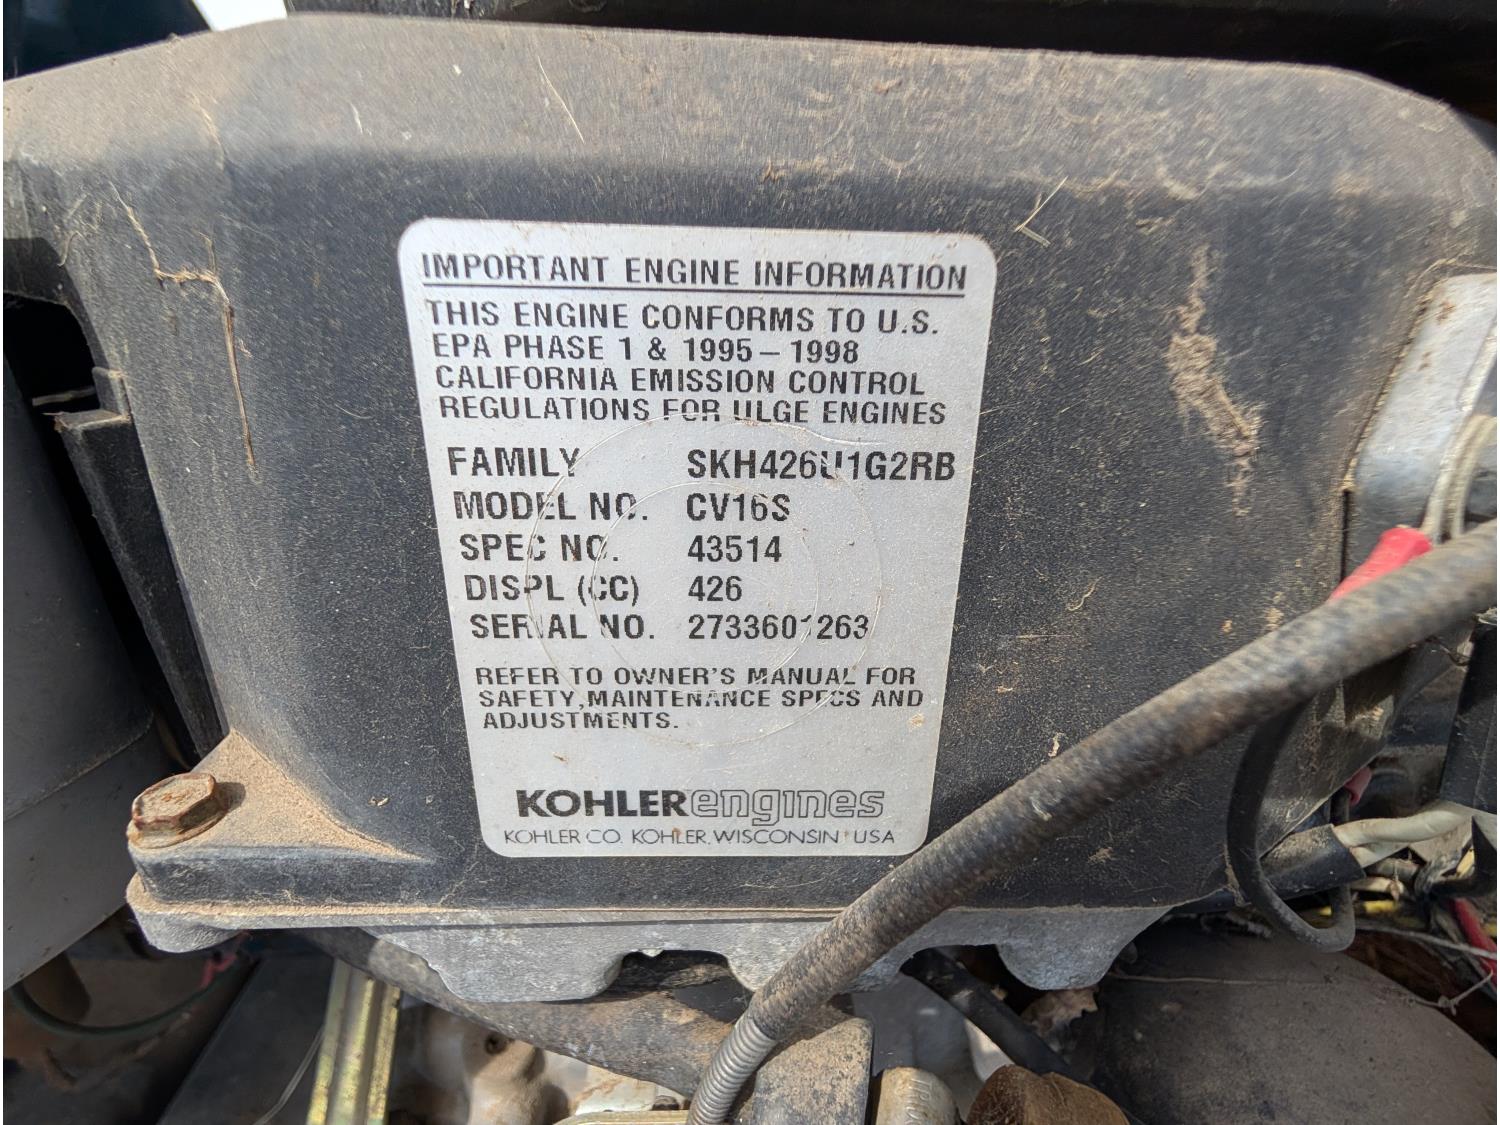 IMPORTANT ENGINE INFORMATION
THIS ENGINE CONFORMS TO U.S.
EPA PHASE 1 & 1995 – 1998
CALIFORNIA EMISSION CONTROL
REGULATIONS FOR ULGE ENGINES
FAMILY SKH426U1G2RB
MODEL NO. CV16S
SPEC NO. 43514
DISPL (CC) 426
SERIAL NO. 2733601263
REFER TO OWNER'S MANUAL FOR
SAFETY,MAINTENANCE SPECS AND
ADJUSTMENTS.
KOHLERengines
KOHLER CO. KOHLER, WISCONSIN USA